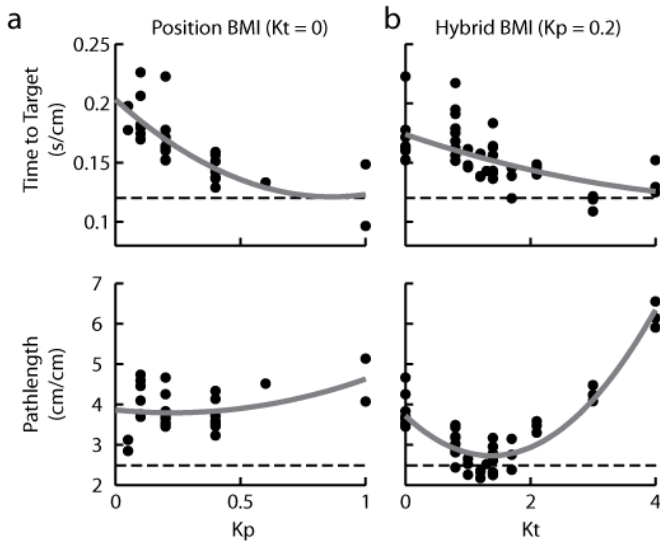 a
Position BMI (Kt = 0)
b
Hybrid BMI (Kp = 0.2)
Time to Target
(s/cm)
0.25
0.2
0.15
0.1
Pathlength
(cm/cm)
7
6
5
4
3
2
0
0.5
1
Kp
0
2
4
Kt